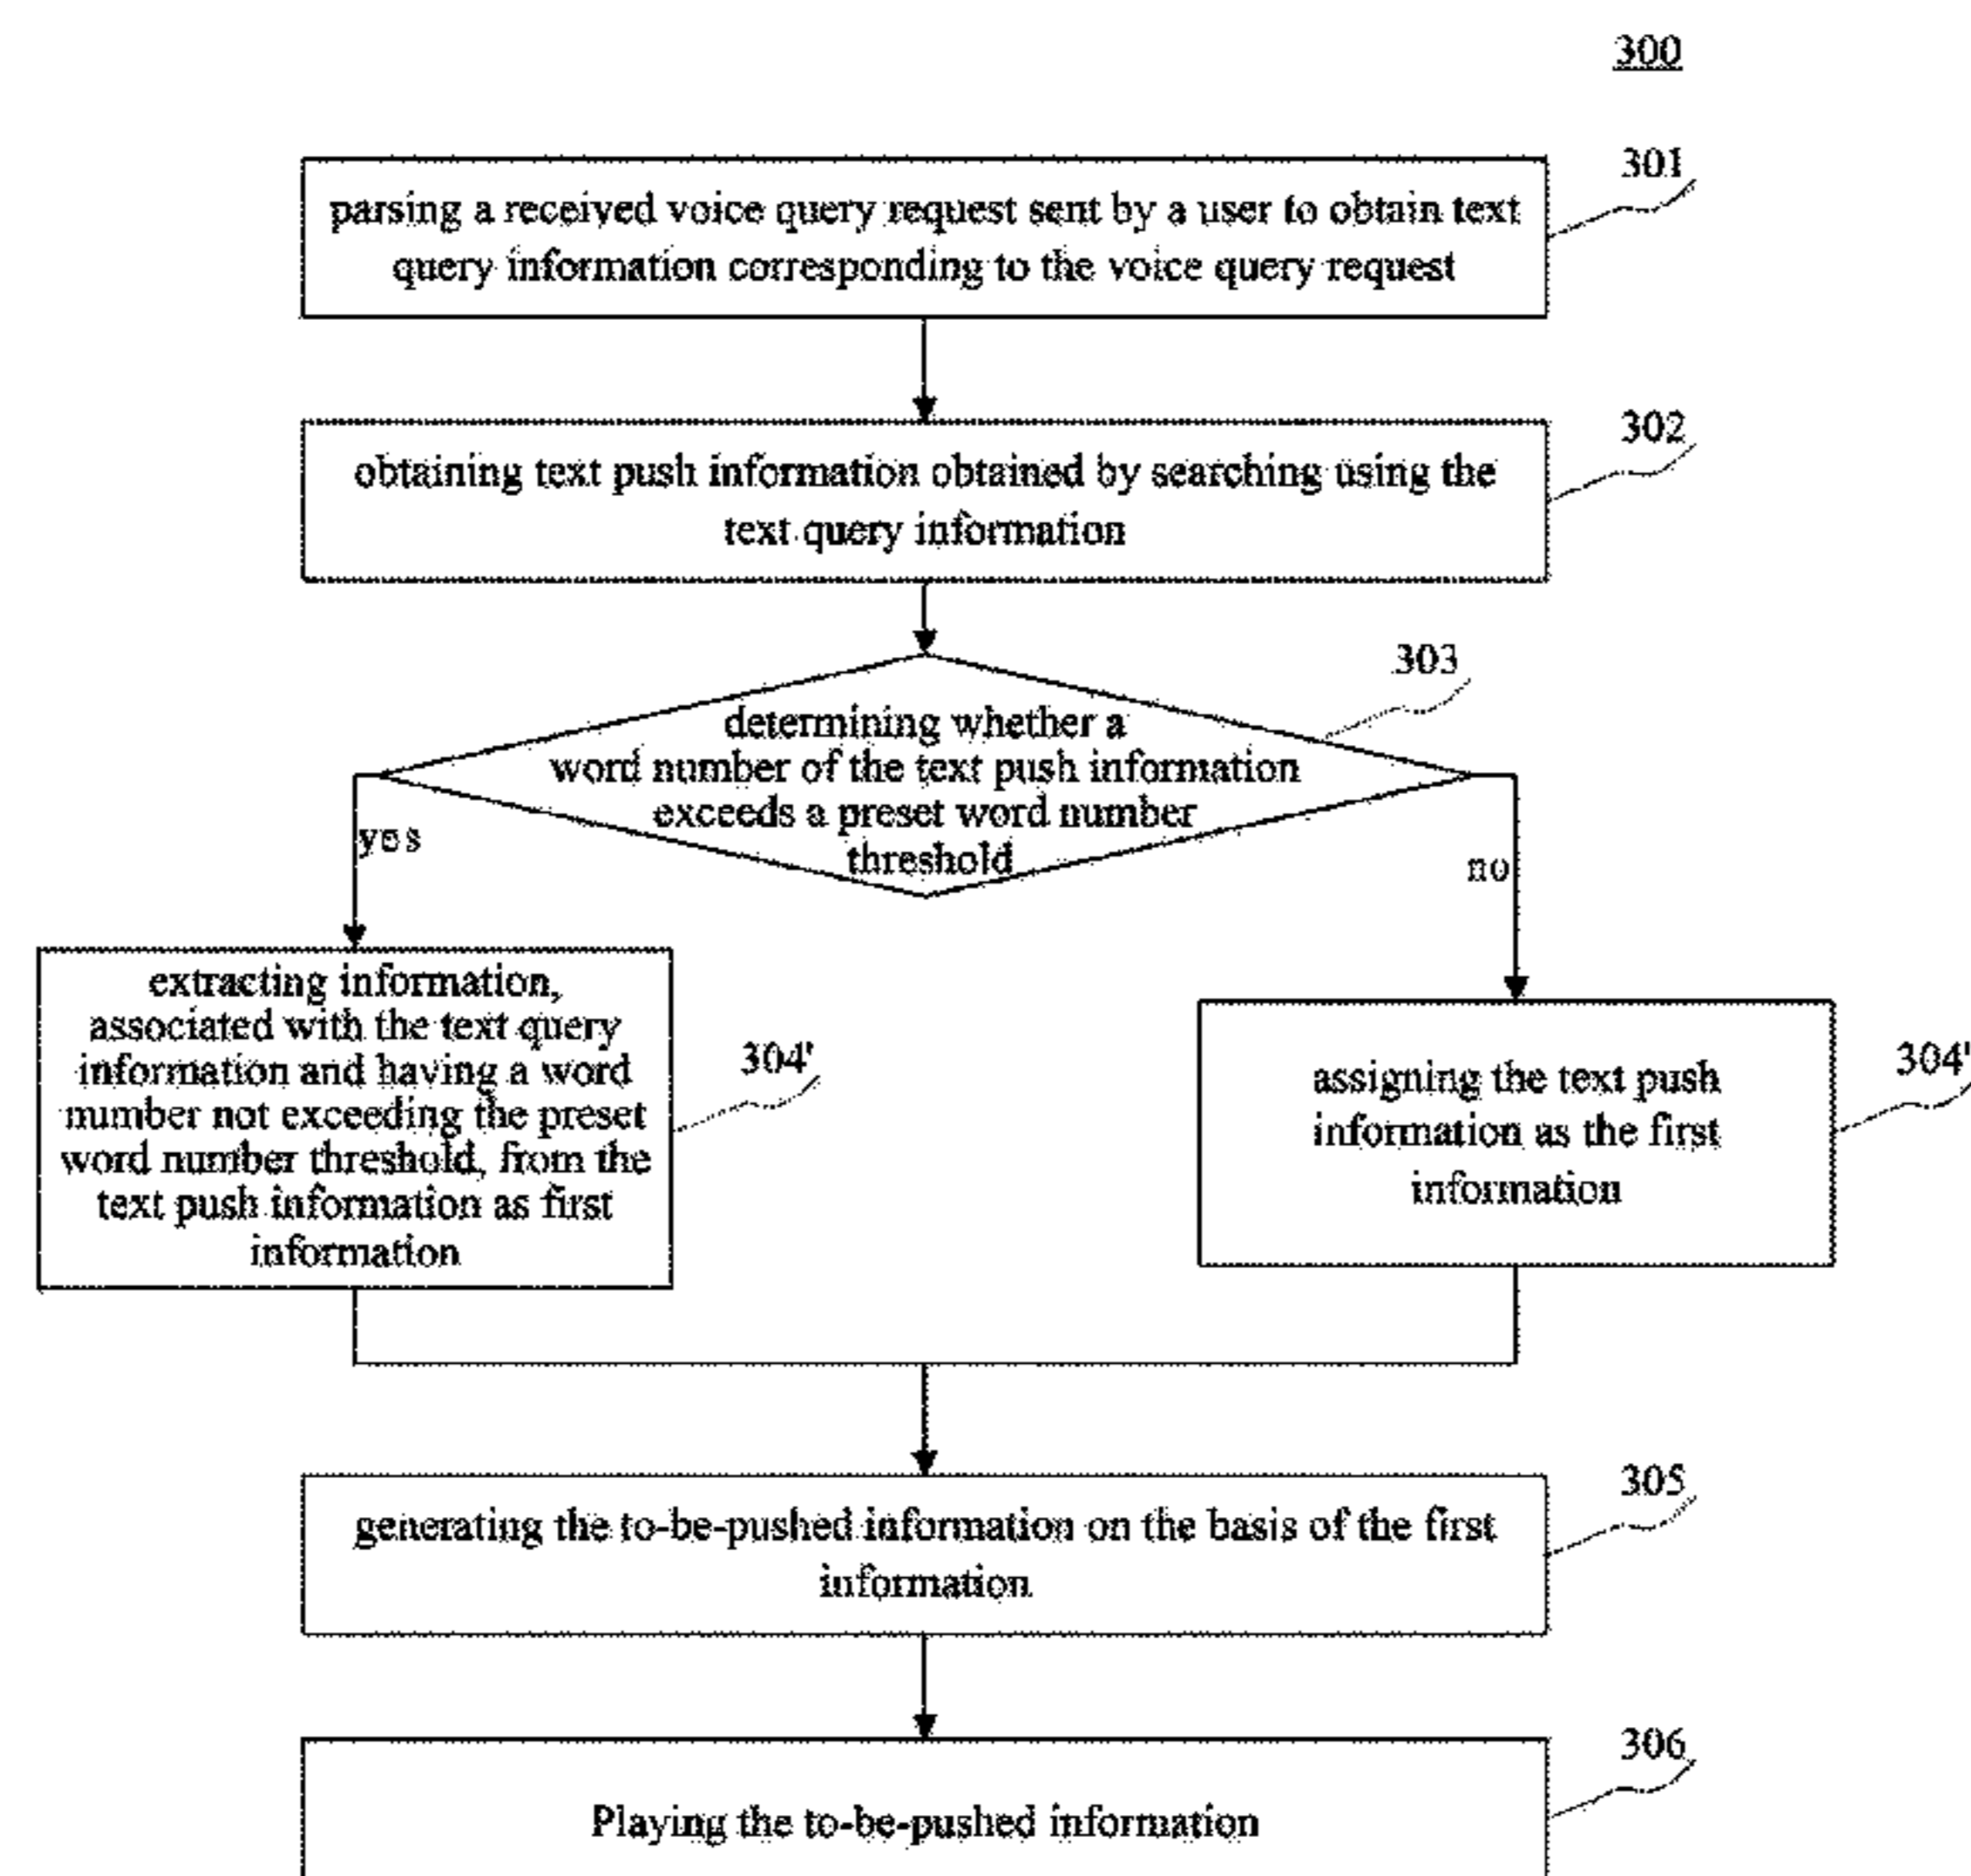 300
301
parsing a received voice query request sent by a user to obtain text
query information corresponding to the voice query request
302
obtaining text push information obtained by searching using the
text query information
303
determining whether a
word number of the text push information
exceeds a preset word number
threshold
yes
no
extracting information,
associated with the text query
information and having a word
number not exceeding the preset
word number threshold, from the
text push information as first
information
304'
assigning the text push
information as the first
information
304'
305
generating the to-be-pushed information on the basis of the first
information
306
Playing the to-be-pushed information